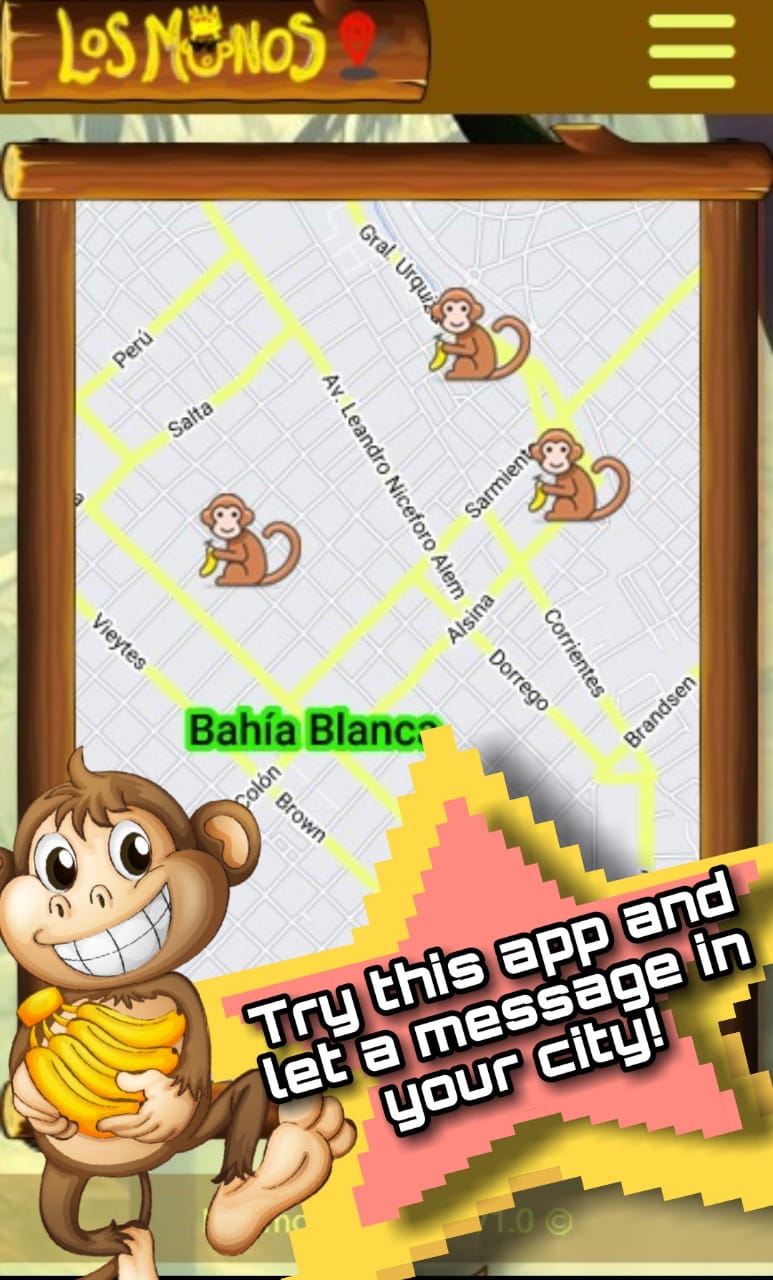 LOS MONOS
Gral. Urquiza
Perú
Salta
Av. Leandro Niceforo Alem
Sarmiento
a
Vieytes
Alsina
Corrientes
Dorrego
Brandsen
Bahía Blanca
Colón
Brown
Try this app and
let a message in
your city!
1.0 ©